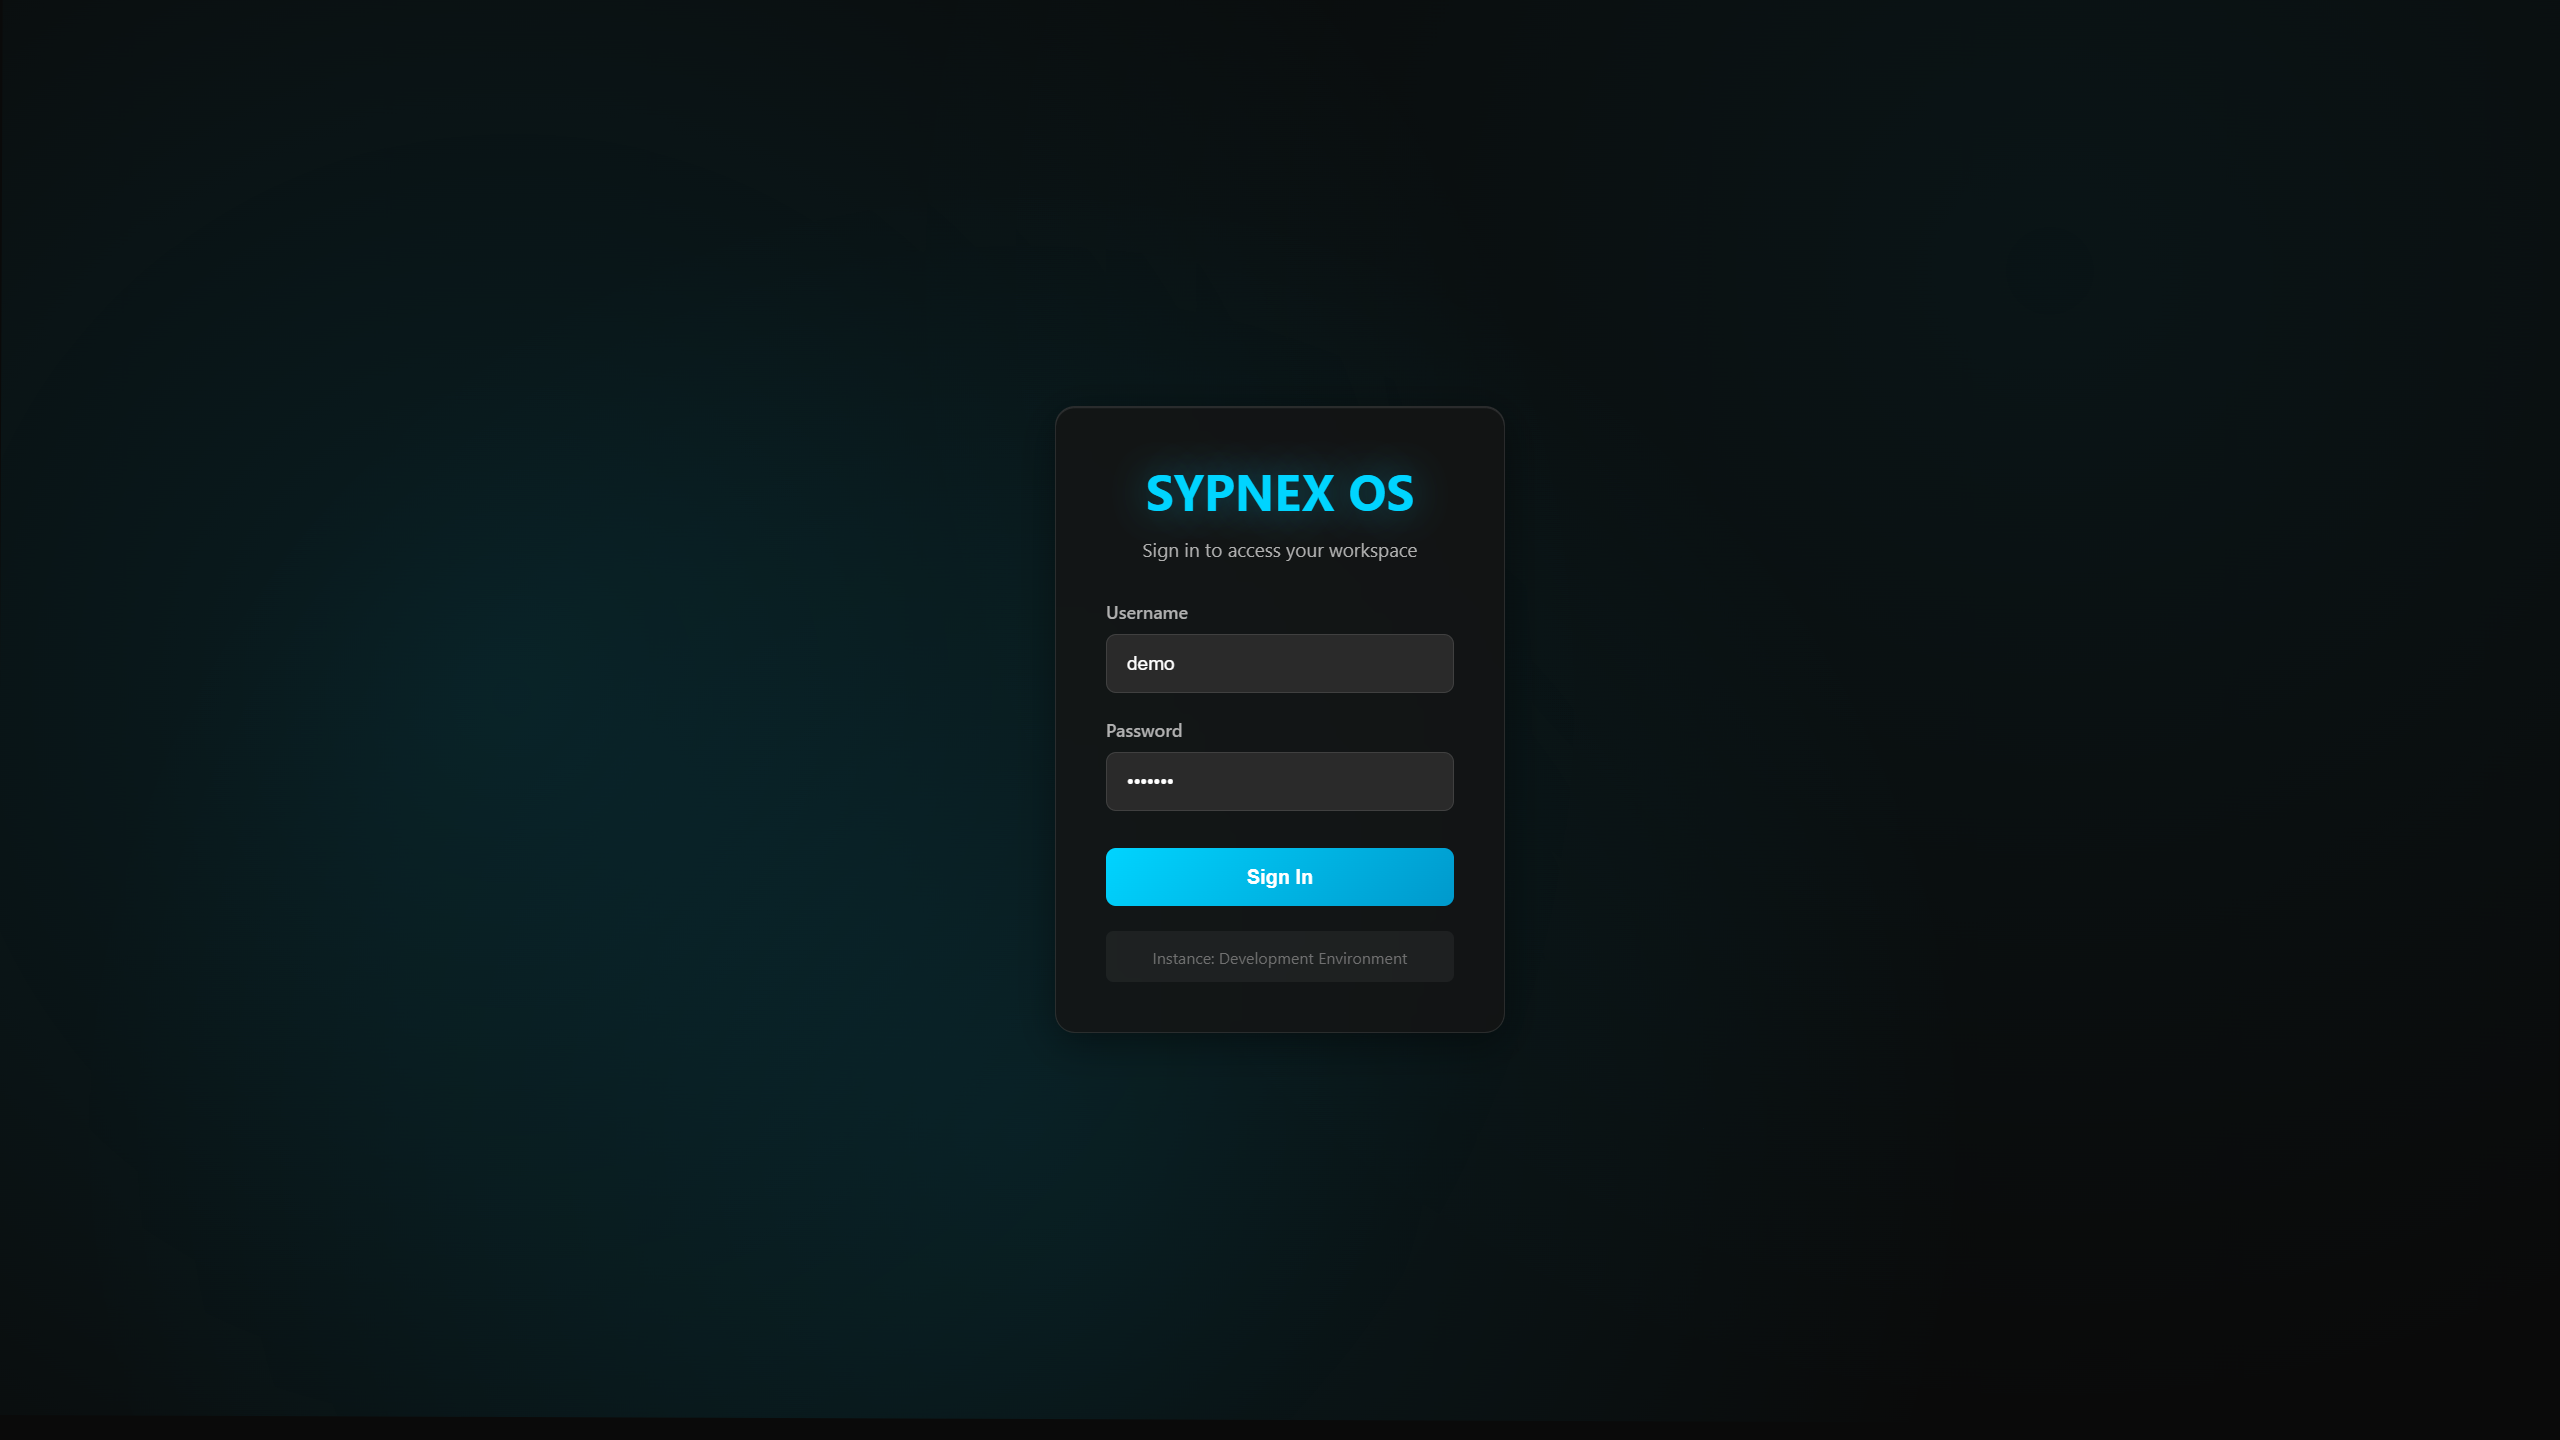 SYPNEX OS
Sign in to access your workspace
Username
demo
Password
•••••••
Sign In
Instance: Development Environment